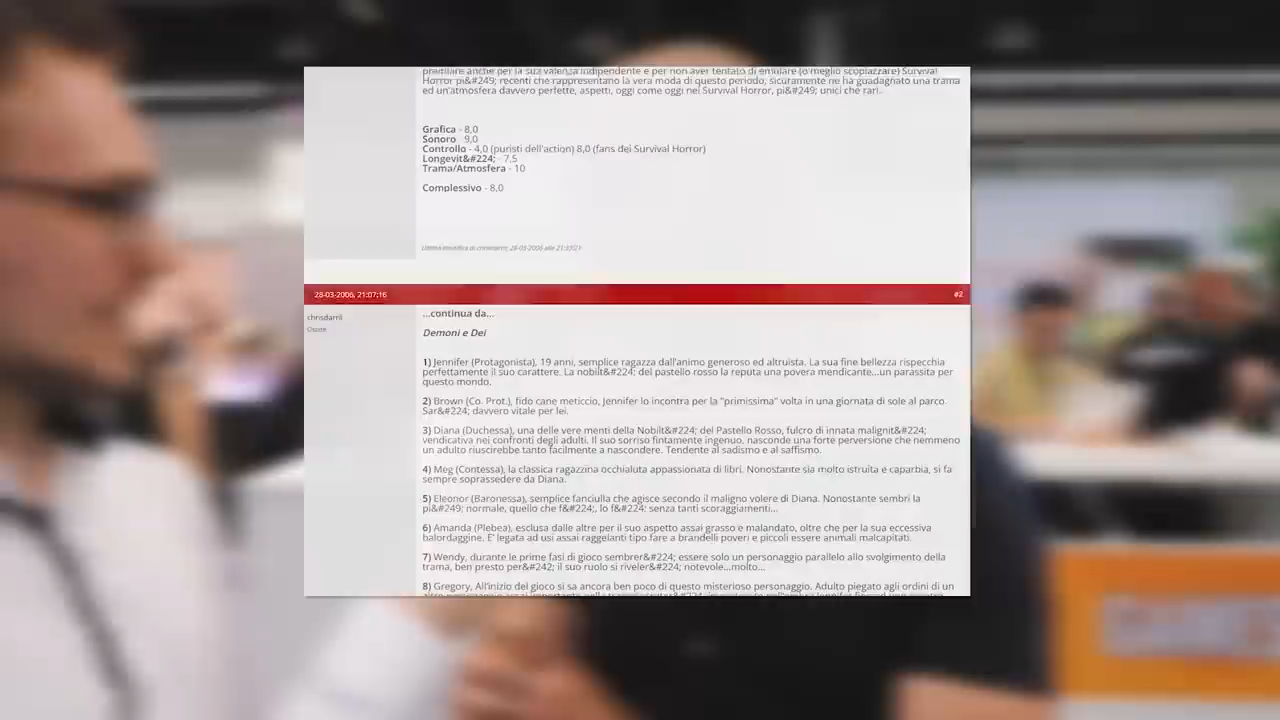 premiare anche per la sua valenza indipendente e per non aver tentato di emulare (o meglio scopiazzare) Survival
Horror pi&#249; recenti che rappresentano la vera moda di questo periodo, sicuramente ne ha guadagnato una trama
ed un'atmosfera davvero perfette, aspetti, oggi come oggi nei Survival Horror, pi&#249; unici che rari.
Grafica - 8,0
Sonoro 9,0
Controllo - 4,0 (puristi dell'action) 8,0 (fans dei Survival Horror)
Longevit&#224; - 7,5
Trama/Atmosfera - 10
Complessivo - 8,0
Ultima modifica di chrisdarril; 28-03-2006 alle 21:33:21
28-03-2006, 21:07:16
#2
chrisdarril
Ospite
...continua da...
Demoni e Dei
1) Jennifer (Protagonista), 19 anni, semplice ragazza dall'animo generoso ed altruista. La sua fine bellezza rispecchia
perfettamente il suo carattere. La nobilt&#224; del pastello rosso la reputa una povera mendicante...un parassita per
questo mondo.
2) Brown (Co. Prot.), fido cane meticcio, Jennifer lo incontra per la "primissima" volta in una giornata di sole al parco.
Sar&#224; davvero vitale per lei.
3) Diana (Duchessa), una delle vere menti della Nobilt&#224; del Pastello Rosso, fulcro di innata malignit&#224;
vendicativa nei confronti degli adulti. Il suo sorriso fintamente ingenuo, nasconde una forte perversione che nemmeno
un adulto riuscirebbe tanto facilmente a nascondere. Tendente al sadismo e al saffismo.
4) Meg (Contessa), la classica ragazzina occhialuta appassionata di libri. Nonostante sia molto istruita e caparbia, si fa
sempre soprassedere da Diana.
5) Eleonor (Baronessa), semplice fanciulla che agisce secondo il maligno volere di Diana. Nonostante sembri la
pi&#249; normale, quello che f&#224;, lo f&#224; senza tanti scoraggiamenti...
6) Amanda (Plebea), esclusa dalle altre per il suo aspetto assai grasso e malandato, oltre che per la sua eccessiva
balordaggine. E' legata ad usi assai raggelanti tipo fare a brandelli poveri e piccoli essere animali malcapitati.
7) Wendy, durante le prime fasi di gioco sembrer&#224; essere solo un personaggio parallelo allo svolgimento della
trama, ben presto per&#242; il suo ruolo si riveler&#224; notevole...molto...
8) Gregory, All'inizio del gioco si sa ancora ben poco di questo misterioso personaggio. Adulto piegato agli ordini di un